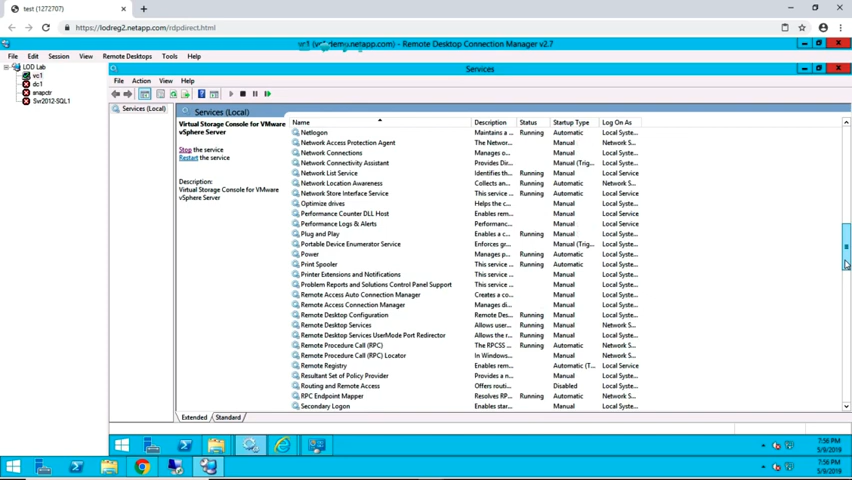 test (1272707)
https://lodreg2.netapp.com/rdpdirect.html
demo.netapp.com) - Remote Desktop Connection Manager v2.7
File Edit Session View Remote Desktops Tools Help
LOD Lab
vc1
dc1
snapctr
Svr2012-SQL1
Services
File Action View Help
Services (Local)
Services (Local)
Virtual Storage Console for VMware
vSphere Server
Stop the service
Restart the service
Description:
Virtual Storage Console for VMware
vSphere Server
Name Description Status Startup Type Log On As
Netlogon Maintains a ... Running Automatic Local Syste...
Network Access Protection Agent The Networ... Manual Network S...
Network Connections Manages o... Manual Local Syste...
Network Connectivity Assistant Provides Dir... Manual (Trig... Local Syste...
Network List Service Identifies th... Running Manual Local Service
Network Location Awareness Collects an... Running Automatic Network S...
Network Store Interface Service This service ... Running Automatic Local Service
Optimize drives Helps the c... Manual Local Syste...
Performance Counter DLL Host Enables rem... Manual Local Service
Performance Logs & Alerts Performanc... Manual Local Service
Plug and Play Enables a c... Running Manual Local Syste...
Portable Device Enumerator Service Enforces gr... Manual (Trig... Local Syste...
Power Manages p... Running Automatic Local Syste...
Print Spooler This service ... Running Automatic Local Syste...
Printer Extensions and Notifications This service ... Manual Local Syste...
Problem Reports and Solutions Control Panel Support This service ... Manual Local Syste...
Remote Access Auto Connection Manager Creates a co... Manual Local Syste...
Remote Access Connection Manager Manages di... Manual Local Syste...
Remote Desktop Configuration Remote Des... Running Manual Local Syste...
Remote Desktop Services Allows user... Running Manual Network S...
Remote Desktop Services UserMode Port Redirector Allows the r... Running Manual Local Syste...
Remote Procedure Call (RPC) The RPCSS ... Running Automatic Network S...
Remote Procedure Call (RPC) Locator In Windows... Manual Network S...
Remote Registry Enables rem... Automatic (T... Local Service
Resultant Set of Policy Provider Provides a n... Manual Local Syste...
Routing and Remote Access Offers routi... Disabled Local Syste...
RPC Endpoint Mapper Resolves RP... Running Automatic Network S...
Secondary Logon Enables star... Manual Local Syste...
Extended Standard
7:56 PM
5/9/2019
7:56 PM
5/9/2019